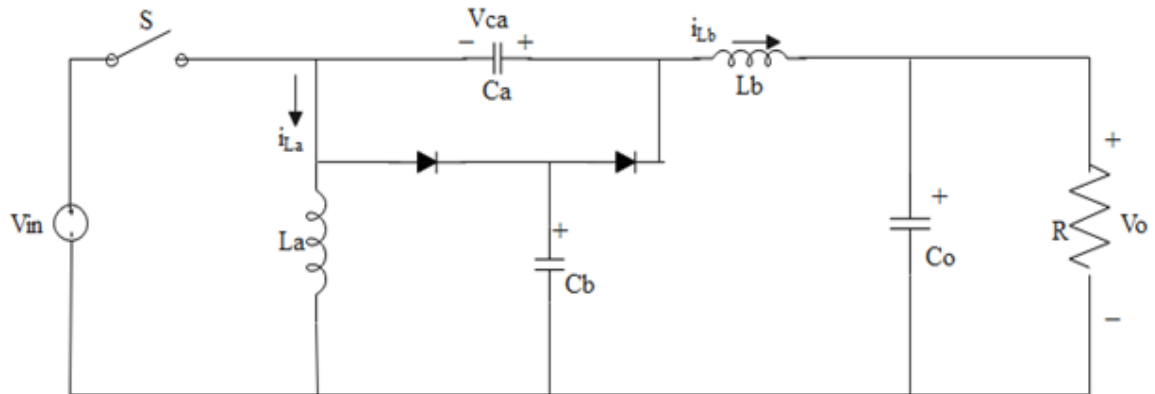 S
Vca
− +
Ca
iLb
Lb
iLa
+
Vin
La
+
Cb
+
Co
R
Vo
−